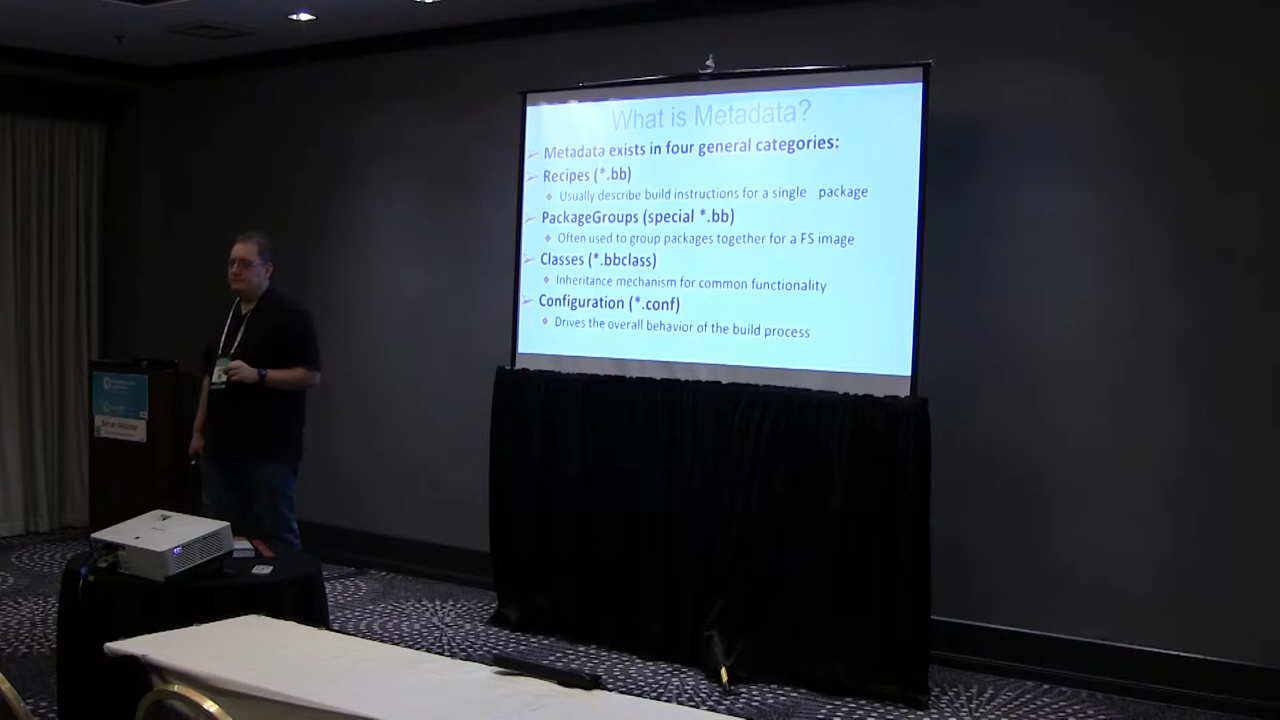 What is Metadata?
Metadata exists in four general categories:
Recipes (*.bb)
Usually describe build instructions for a single package
PackageGroups (special *.bb)
Often used to group packages together for a FS image
Classes (*.bbclass)
Inheritance mechanism for common functionality
Configuration (*.conf)
Drives the overall behavior of the build process